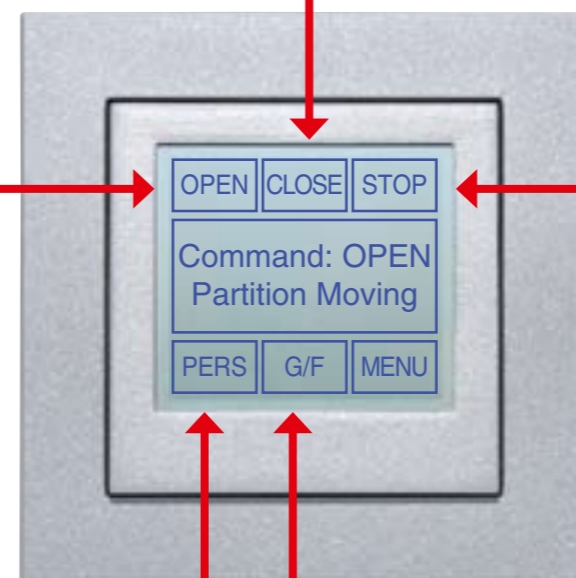 OPEN CLOSE STOP
Command: OPEN
Partition Moving
PERS G/F MENU